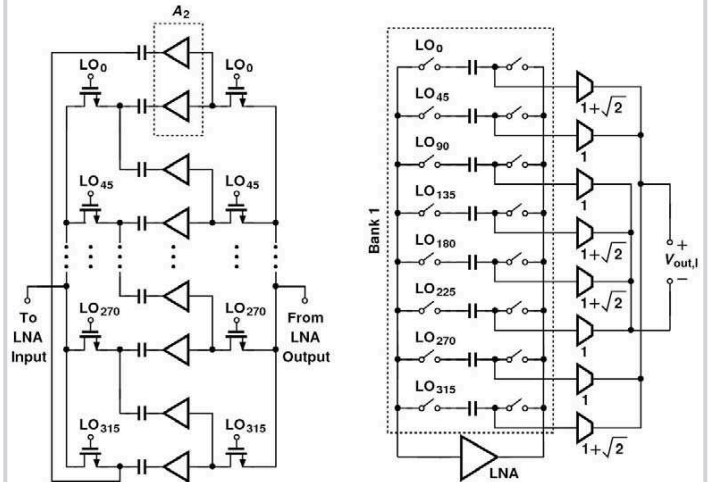 A2
LO0
LO0
LO45
LO45
LO270
LO270
LO315
LO315
To
LNA
Input
From
LNA
Output
Bank 1
LO0
LO45
LO90
LO135
LO180
LO225
LO270
LO315
LNA
1+√2
1
1
1+√2
1+√2
1
1
1+√2
+
Vout,I
−